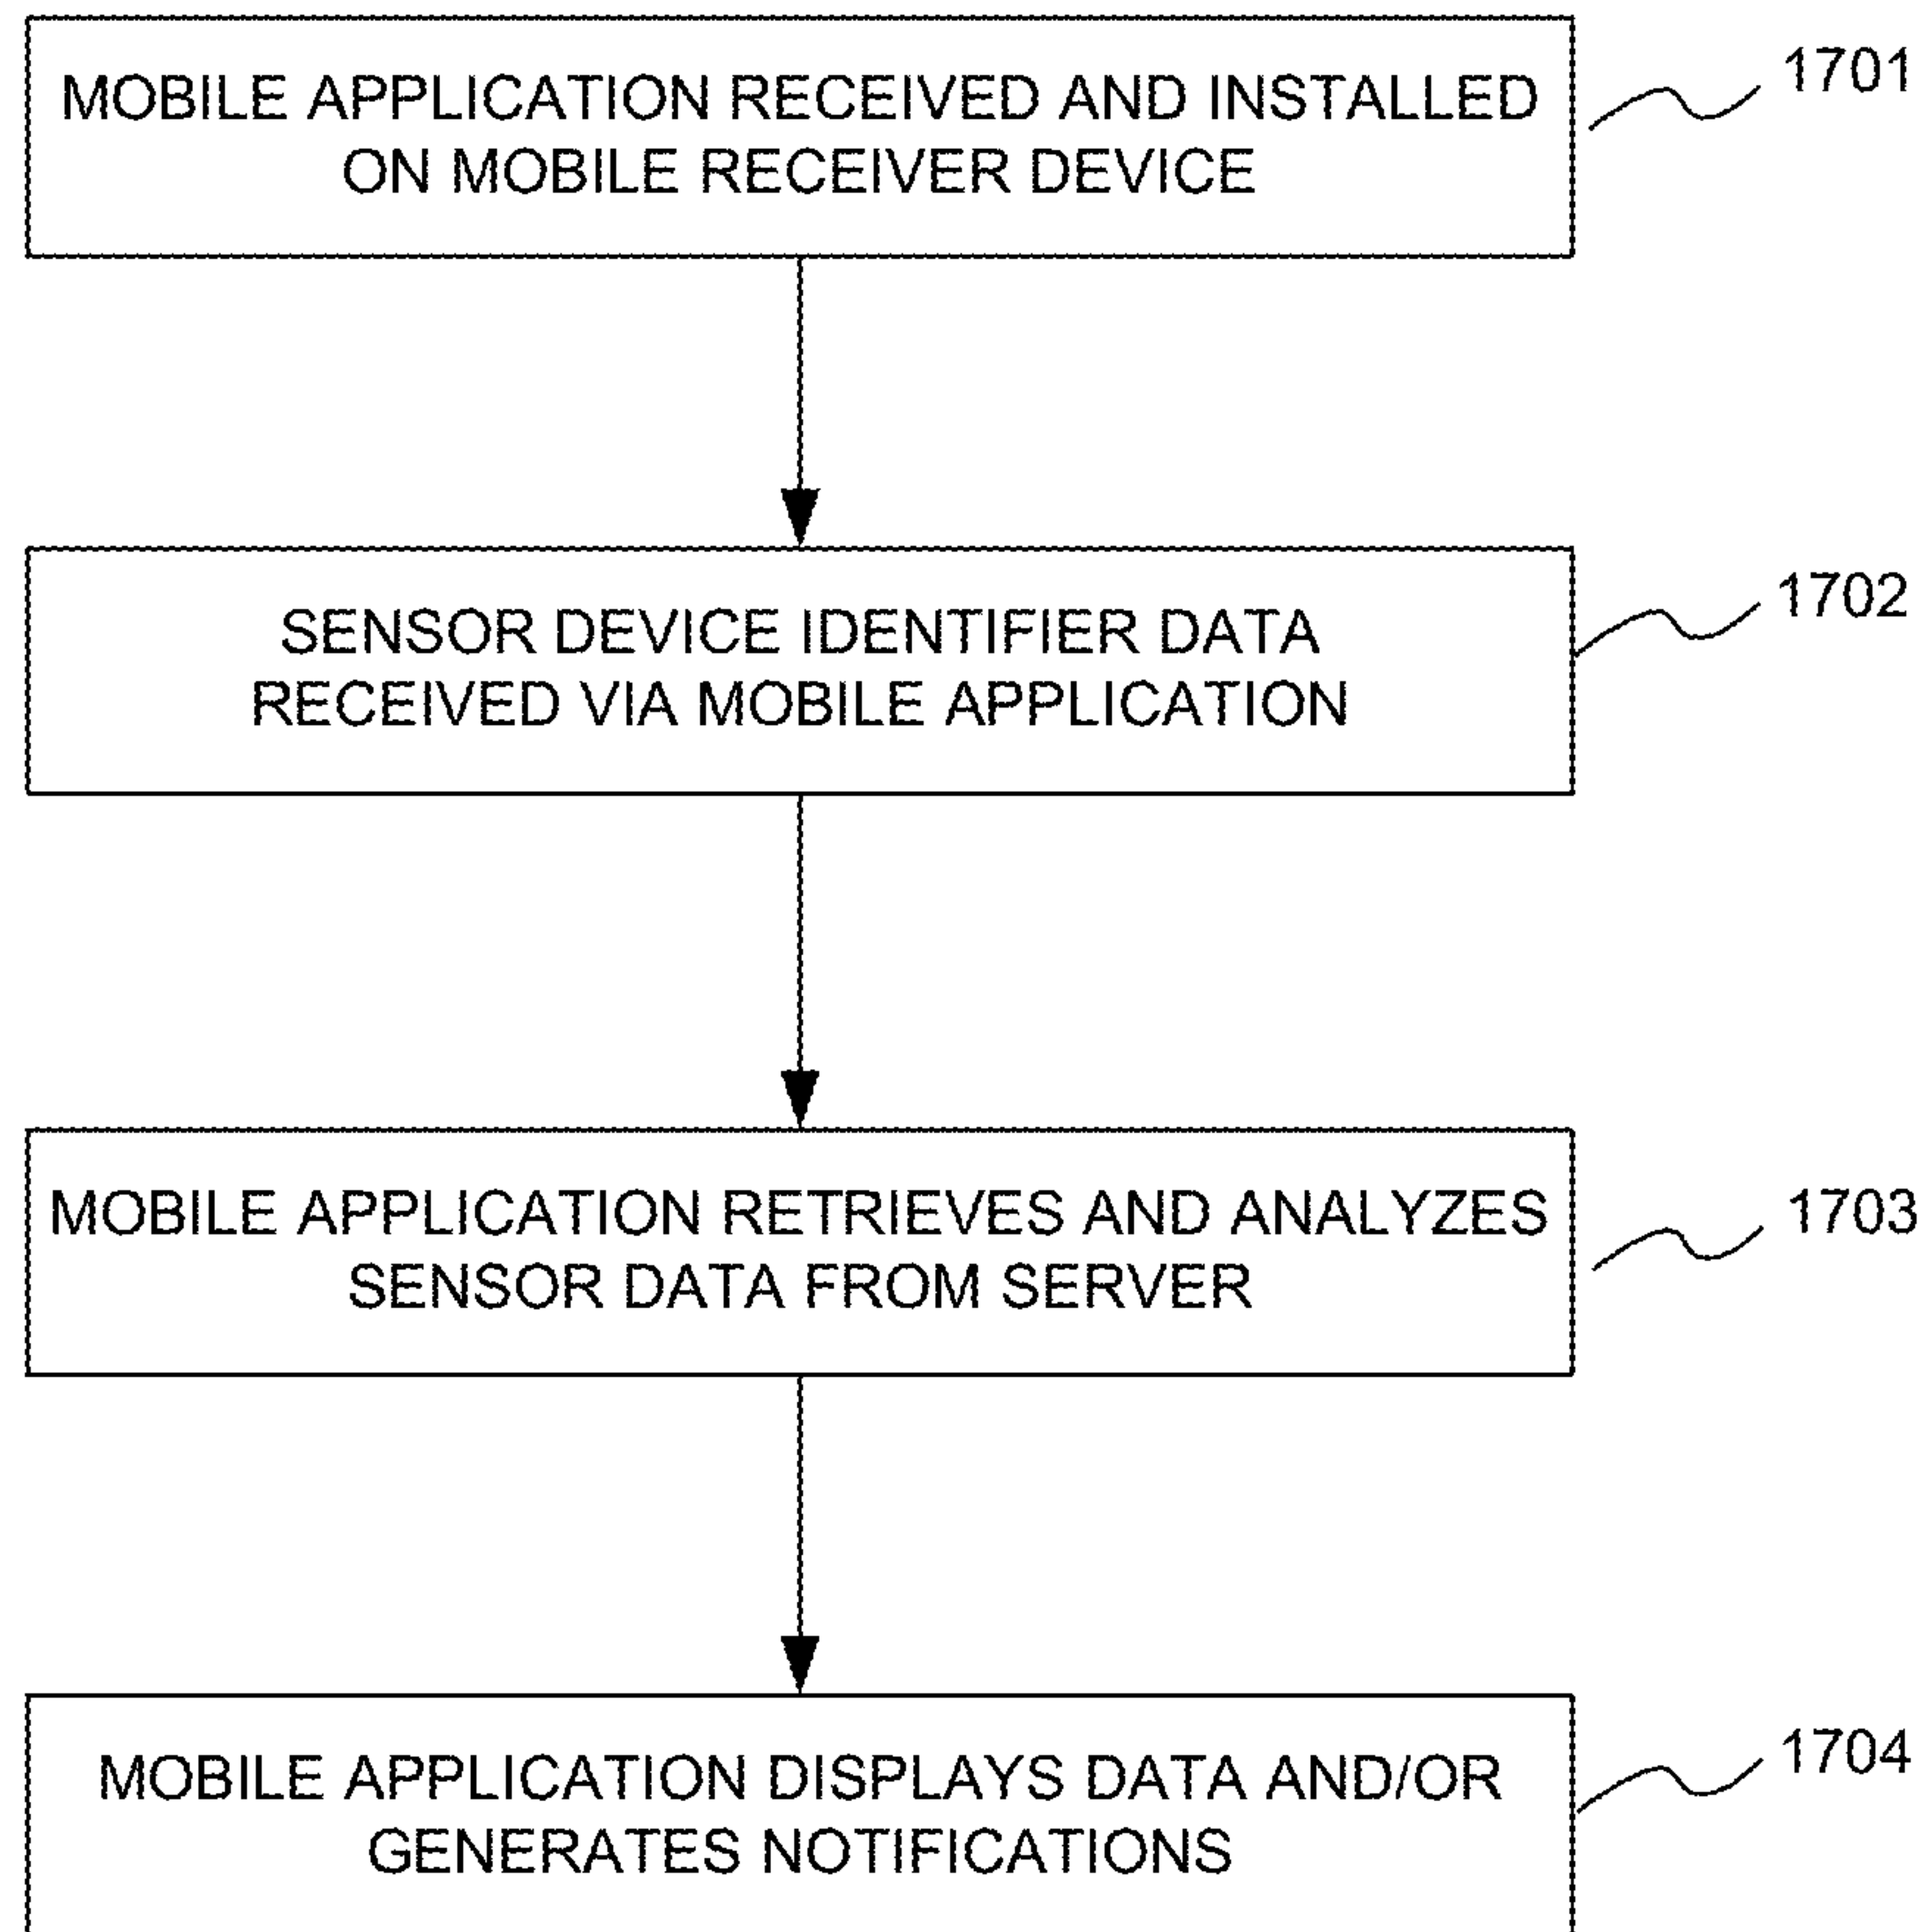 MOBILE APPLICATION RECEIVED AND INSTALLED
ON MOBILE RECEIVER DEVICE
1701
SENSOR DEVICE IDENTIFIER DATA
RECEIVED VIA MOBILE APPLICATION
1702
MOBILE APPLICATION RETRIEVES AND ANALYZES
SENSOR DATA FROM SERVER
1703
MOBILE APPLICATION DISPLAYS DATA AND/OR
GENERATES NOTIFICATIONS
1704